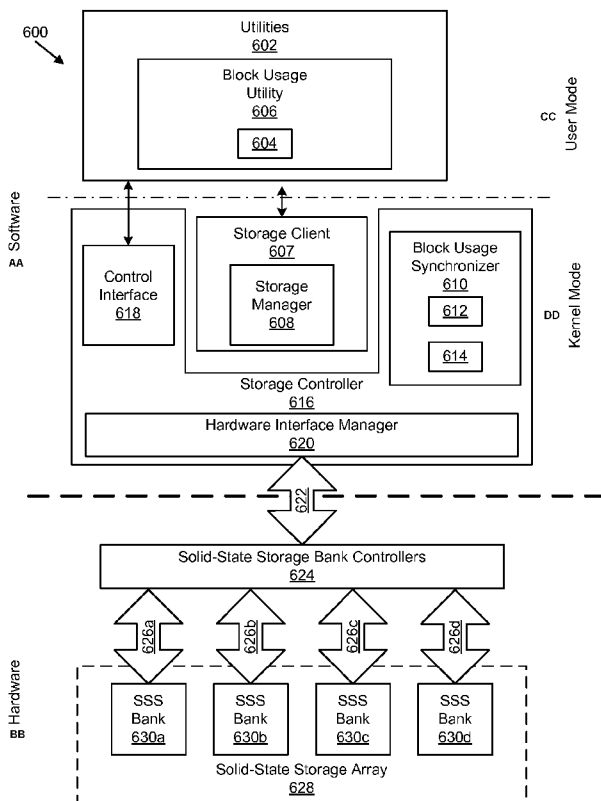 600
Utilities
602
Block Usage
Utility
606
604
CC
User Mode
AA
Software
Storage Client
607
Storage
Manager
608
Control
Interface
618
Block Usage
Synchronizer
610
612
614
DD
Kernel Mode
Storage Controller
616
Hardware Interface Manager
620
622
Solid-State Storage Bank Controllers
624
626a
626b
626c
626d
BB
Hardware
SSS
Bank
630a
SSS
Bank
630b
SSS
Bank
630c
SSS
Bank
630d
Solid-State Storage Array
628